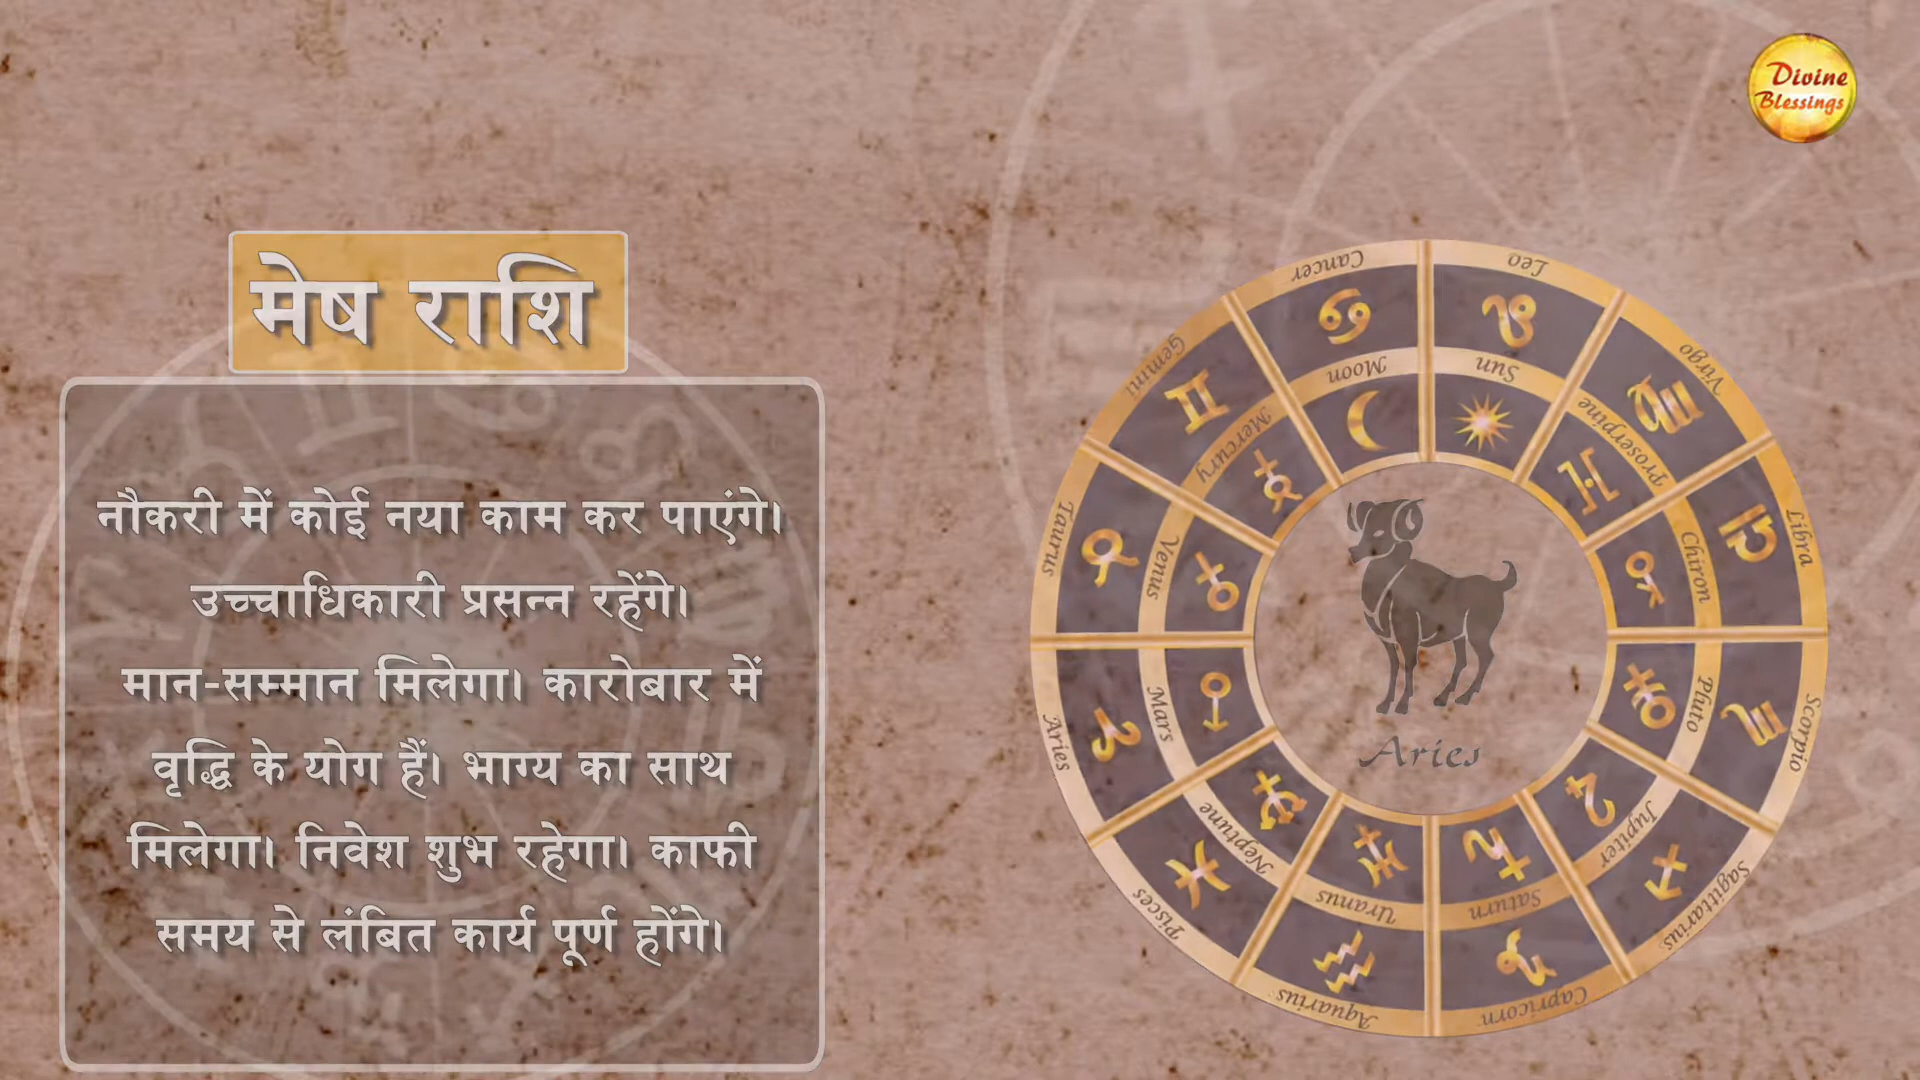 Divine
Blessings
मेष राशि
नौकरी में कोई नया काम कर पाएंगे।
उच्चाधिकारी प्रसन्न रहेंगे।
मान-सम्मान मिलेगा। कारोबार में
वृद्धि के योग हैं। भाग्य का साथ
मिलेगा। निवेश शुभ रहेगा। काफी
समय से लंबित कार्य पूर्ण होंगे।
Cancer
Leo
Virgo
Libra
Scorpio
Sagittarius
Capricorn
Aquarius
Pisces
Aries
Taurus
Gemini
Moon
Sun
Proserpine
Chiron
Pluto
Jupiter
Saturn
Uranus
Neptune
Mars
Venus
Mercury
Aries